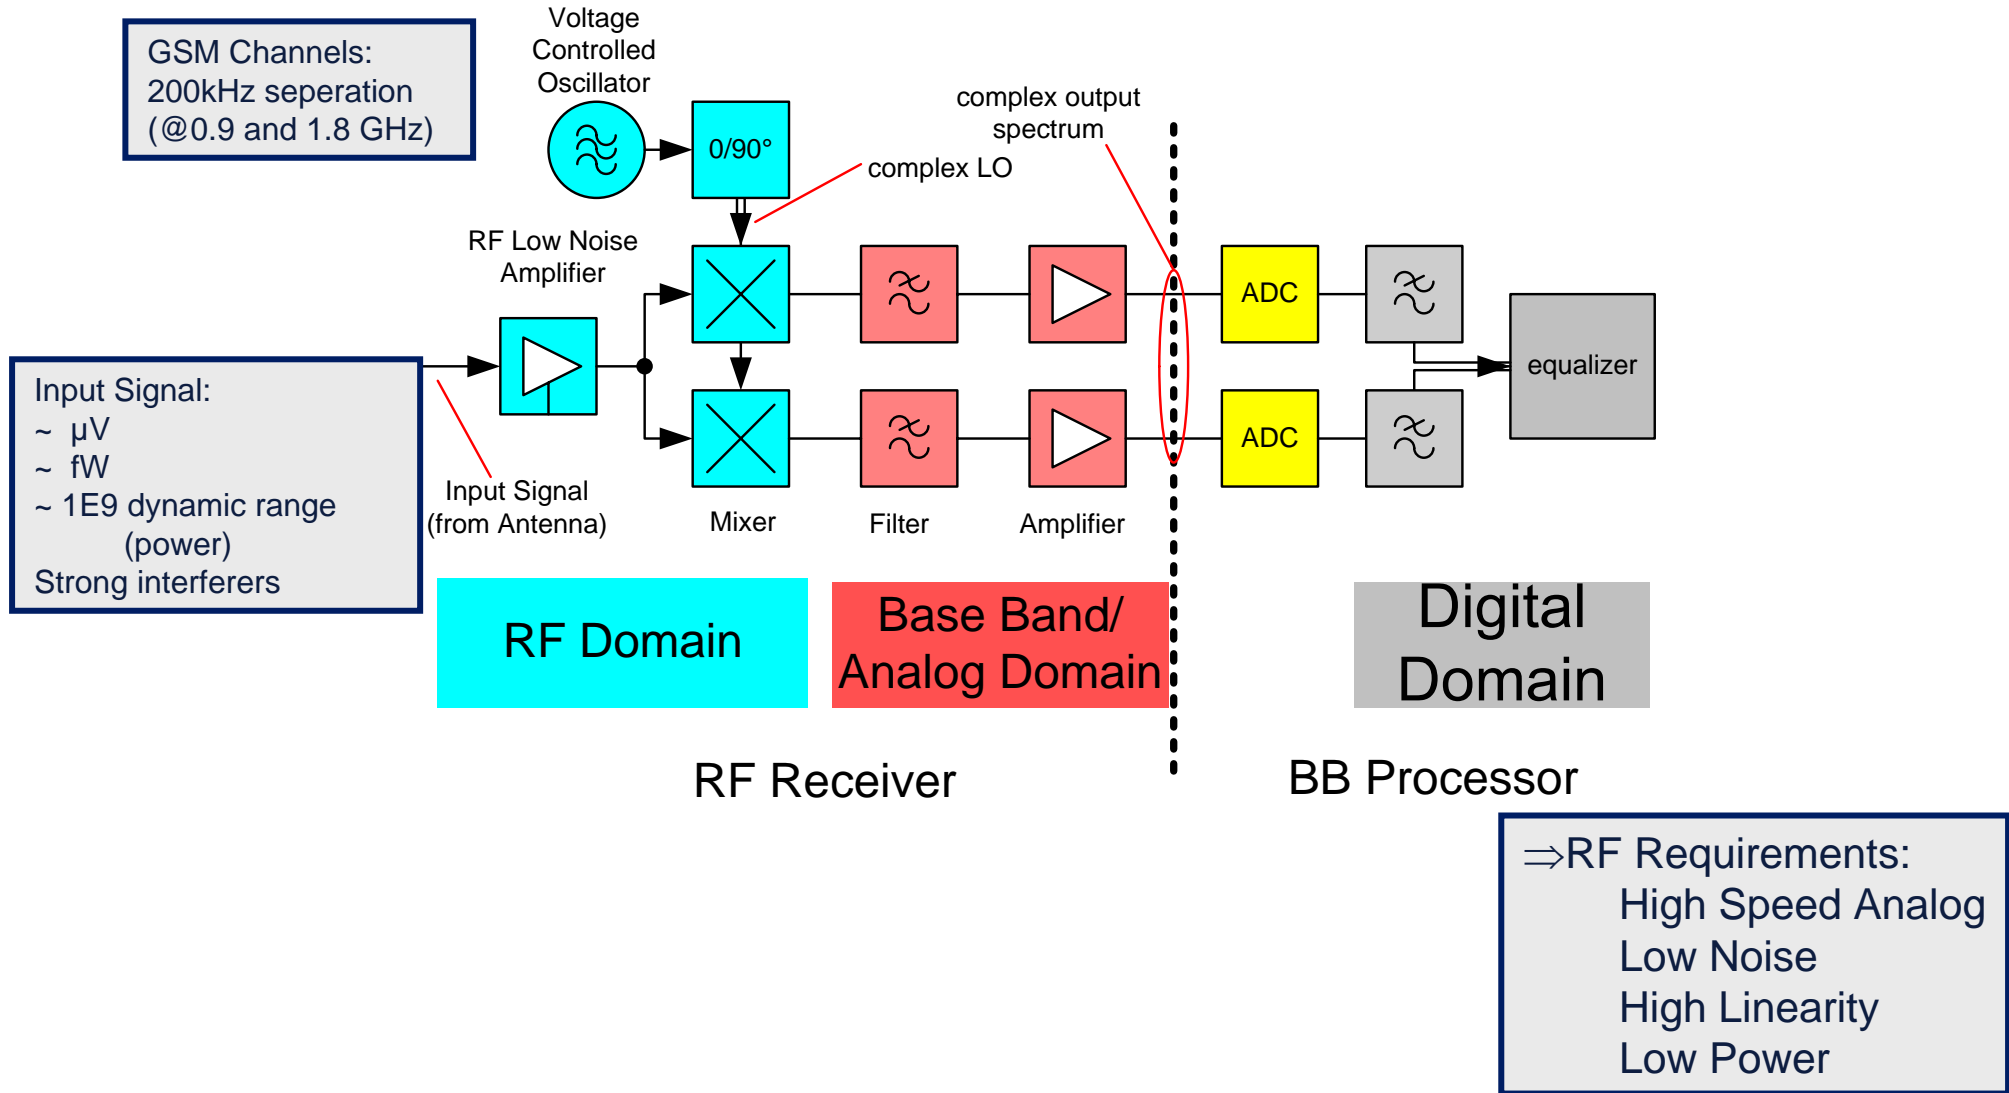 GSM Channels:
200kHz seperation
(@0.9 and 1.8 GHz)
Voltage
Controlled
Oscillator
0/90°
complex output
spectrum
complex LO
RF Low Noise
Amplifier
ADC
equalizer
ADC
Input Signal:
~ µV
~ fW
~ 1E9 dynamic range
(power)
Strong interferers
Input Signal
(from Antenna)
Mixer
Filter
Amplifier
RF Domain
Base Band/
Analog Domain
Digital
Domain
RF Receiver
BB Processor
⇒RF Requirements:
High Speed Analog
Low Noise
High Linearity
Low Power